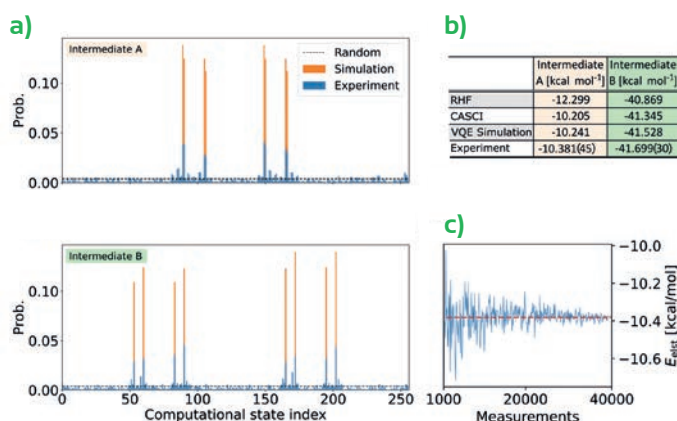 a)
Intermediate A
Random
Simulation
Experiment
Prob.
0.10
0.05
0.00
Intermediate B
Prob.
0.10
0.05
0.00
0 50 100 150 200 250
Computational state index
b)
Intermediate Intermediate
A [kcal mol⁻¹] B [kcal mol⁻¹]
RHF -12.299 -40.869
CASCI -10.205 -41.345
VQE Simulation -10.241 -41.528
Experiment -10.381(45) -41.699(30)
c)
−10.0
−10.2
−10.4
−10.6
E_elst [kcal/mol]
1000 20000 40000
Measurements